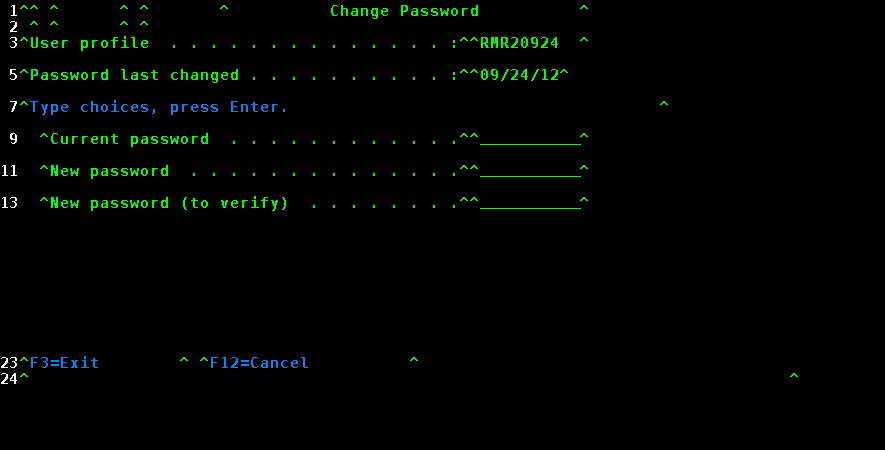 1^^ ^ ^ ^ ^ Change Password ^
2 ^ ^ ^ ^
3^User profile . . . . . . . . . . . . . . . :^^RMR20924 ^
5^Password last changed . . . . . . . . . . . :^^09/24/12^
7^Type choices, press Enter. ^
9 ^Current password . . . . . . . . . . . .^^__________^
11 ^New password . . . . . . . . . . . . . .^^__________^
13 ^New password (to verify) . . . . . . . .^^__________^
23^F3=Exit ^ ^F12=Cancel ^
24^ ^